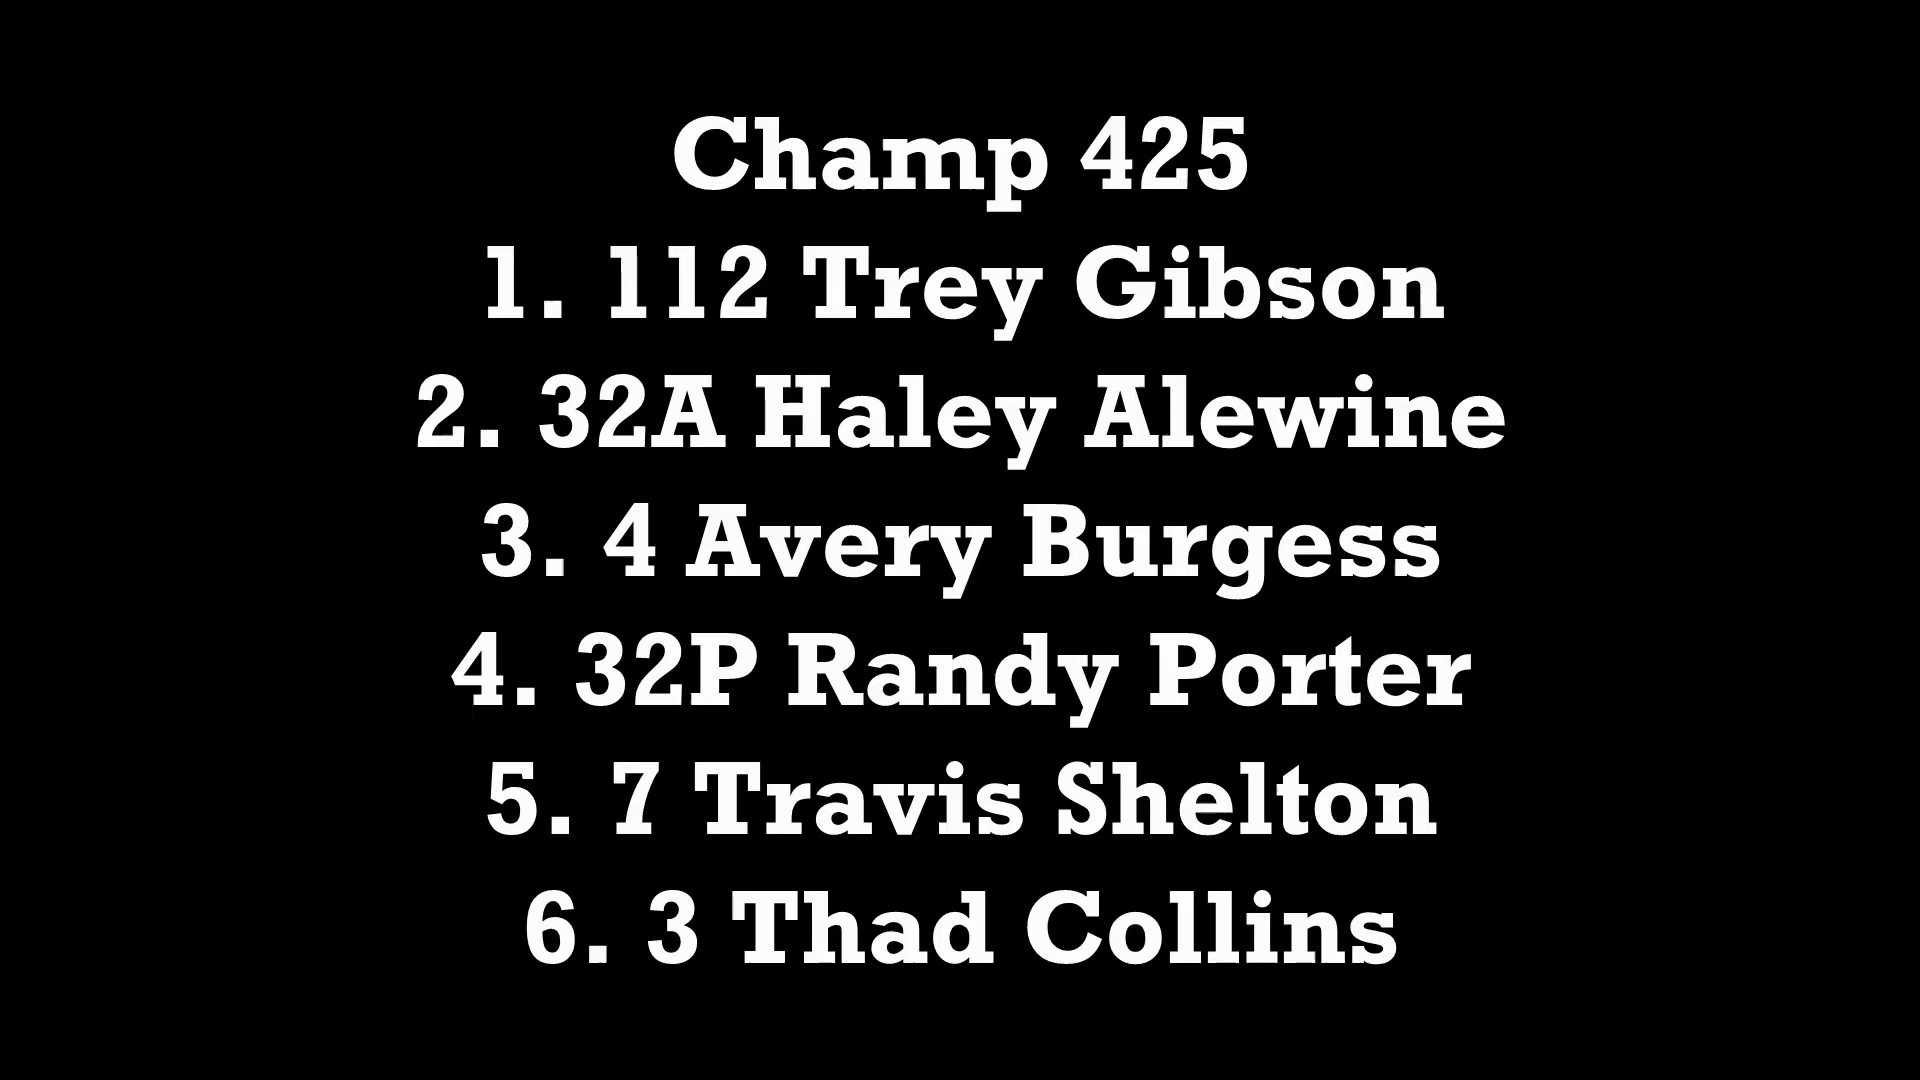 Champ 425
1. 112 Trey Gibson
2. 32A Haley Alewine
3. 4 Avery Burgess
4. 32P Randy Porter
5. 7 Travis Shelton
6. 3 Thad Collins